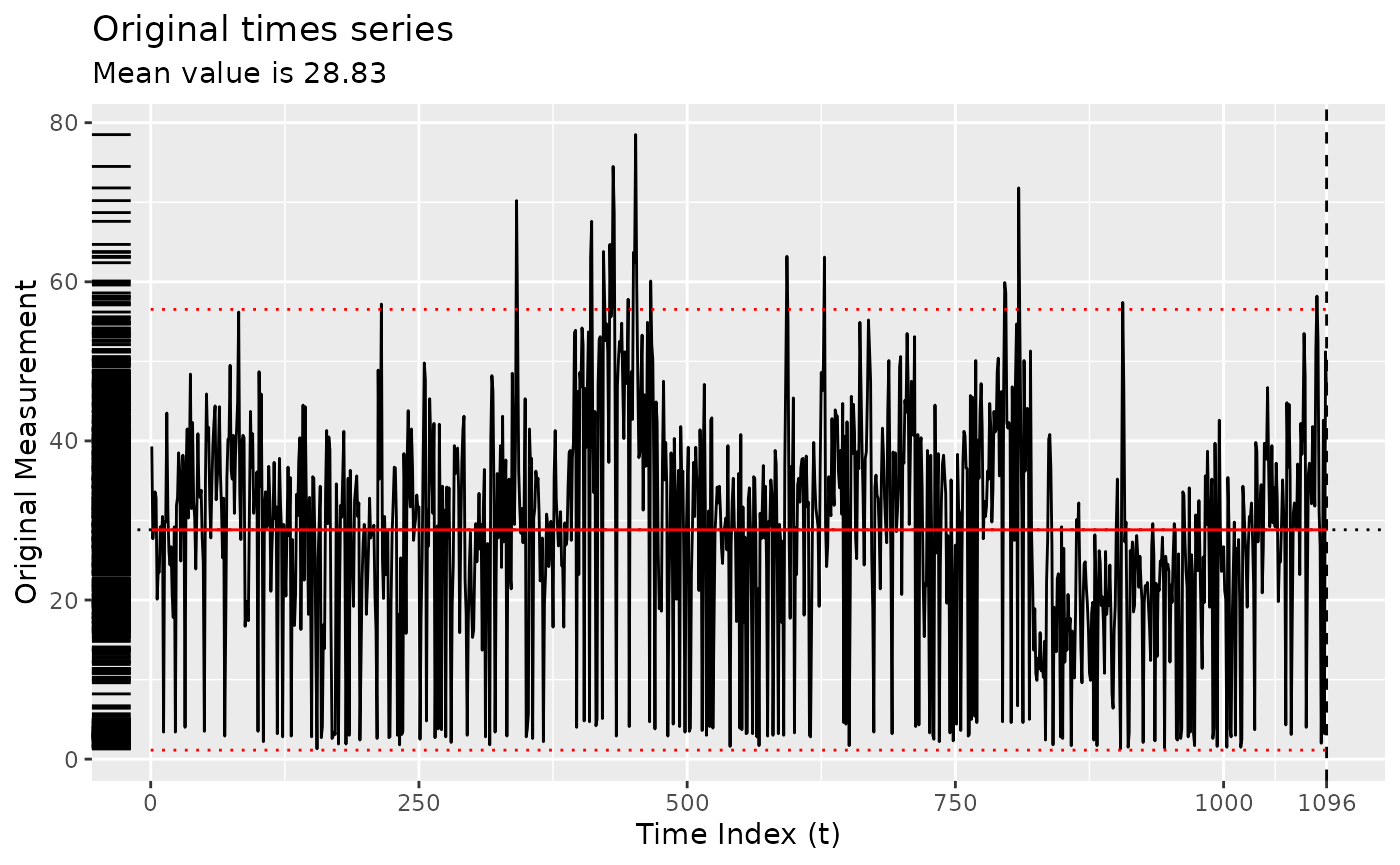 Original times series
Mean value is 28.83
Original Measurement
80
60
40
20
0
0 250 500 750 1000 1096
Time Index (t)